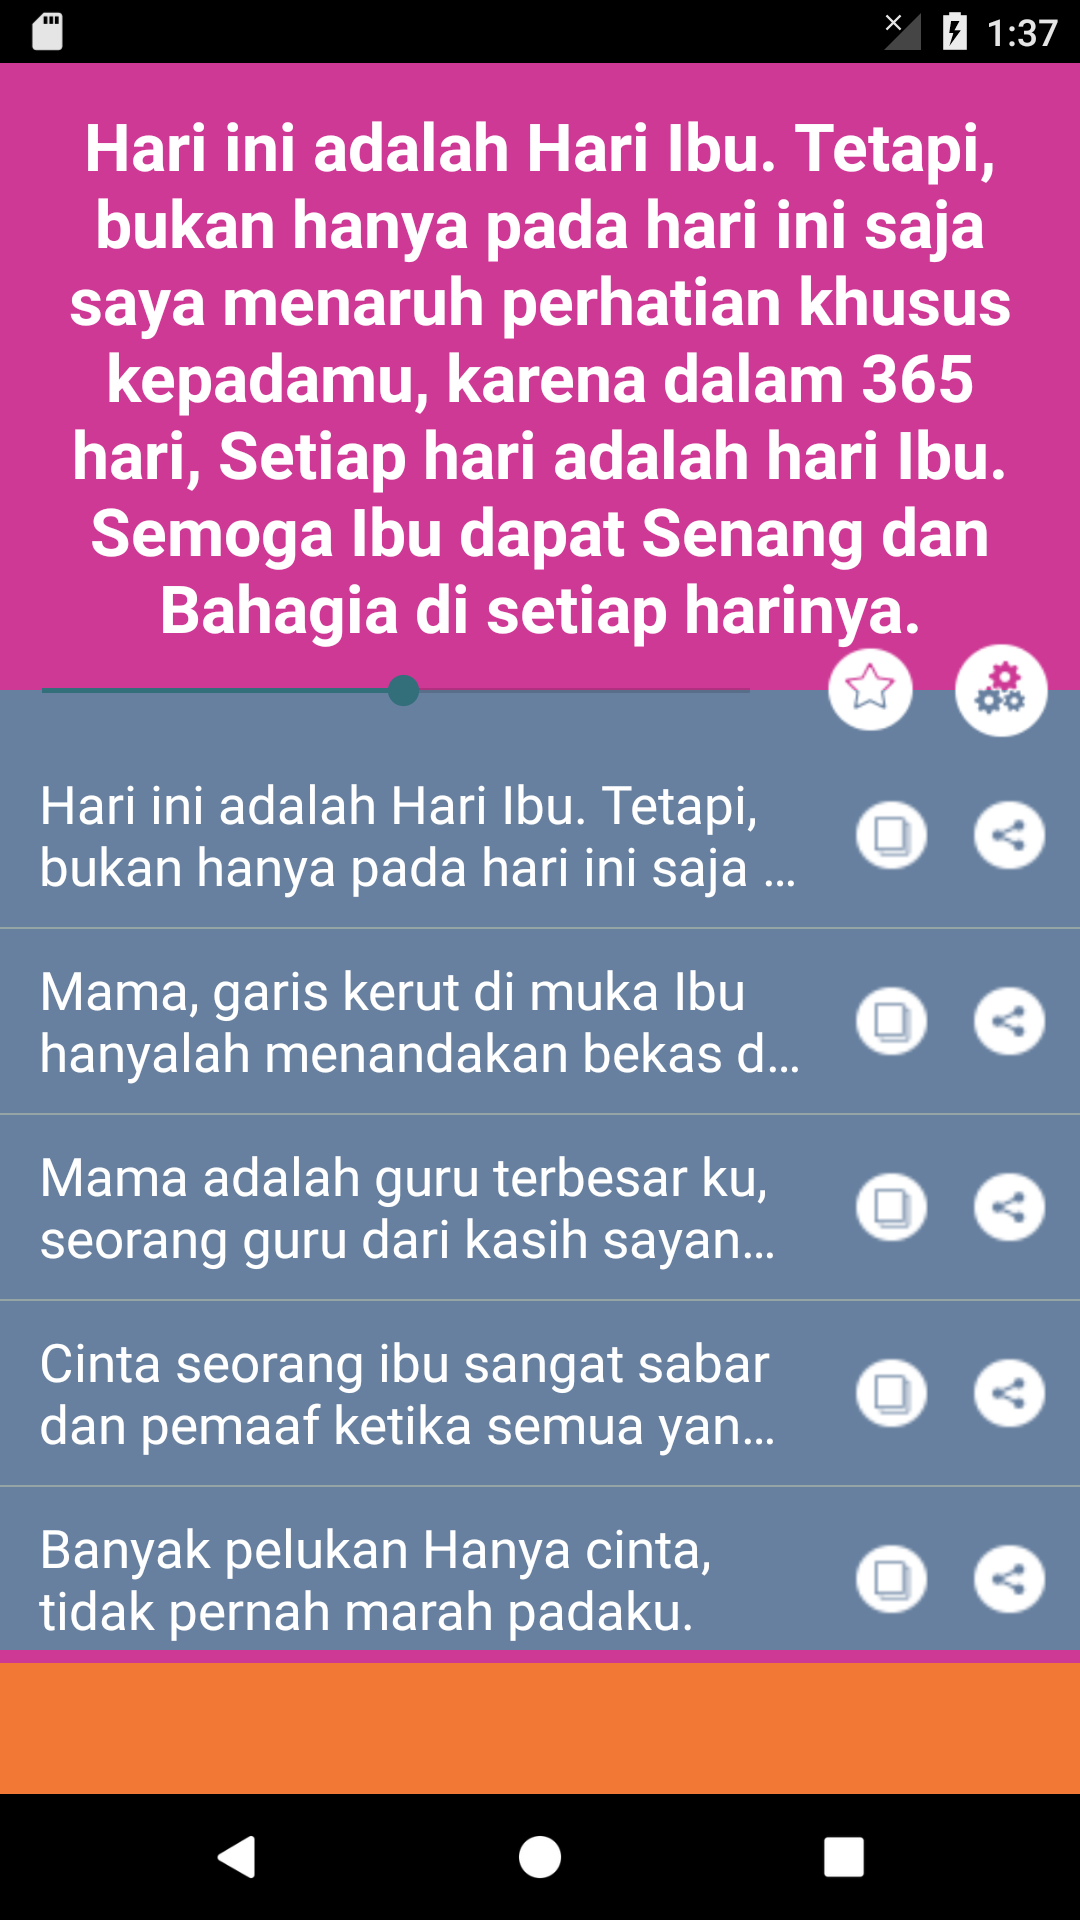 1:37
Hari ini adalah Hari Ibu. Tetapi,
bukan hanya pada hari ini saja
saya menaruh perhatian khusus
kepadamu, karena dalam 365
hari, Setiap hari adalah hari Ibu.
Semoga Ibu dapat Senang dan
Bahagia di setiap harinya.
Hari ini adalah Hari Ibu. Tetapi,
bukan hanya pada hari ini saja ...
Mama, garis kerut di muka Ibu
hanyalah menandakan bekas d...
Mama adalah guru terbesar ku,
seorang guru dari kasih sayan...
Cinta seorang ibu sangat sabar
dan pemaaf ketika semua yan...
Banyak pelukan Hanya cinta,
tidak pernah marah padaku.